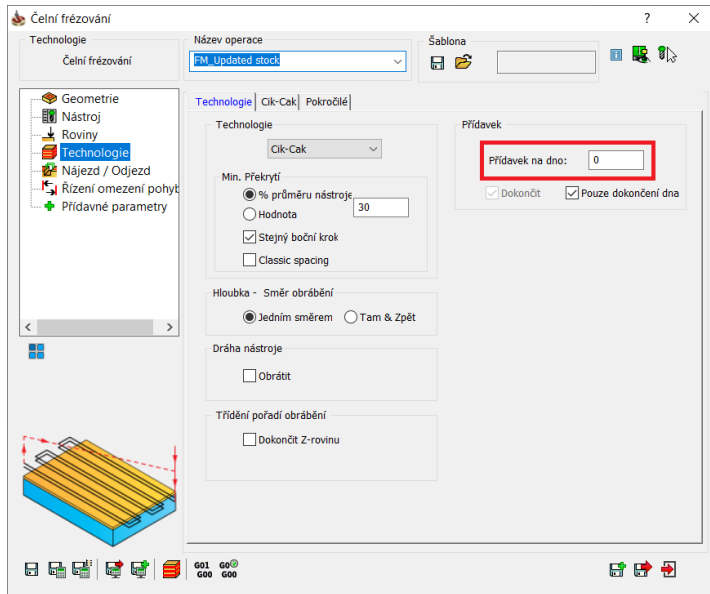 Čelní frézování
?
Technologie
Čelní frézování
Název operace
FM_Updated stock
Šablona
Geometrie
Nástroj
Roviny
Technologie
Nájezd / Odjezd
Řízení omezení pohyb
Přídavné parametry
Technologie
Cik-Cak
Pokročilé
Technologie
Cik-Cak
Min. Překrytí
% průměru nástroje
Hodnota
30
Stejný boční krok
Classic spacing
Hloubka - Směr obrábění
Jedním směrem
Tam & Zpět
Dráha nástroje
Obrátit
Třídění pořadí obrábění
Dokončit Z-rovinu
Přídavek
Přídavek na dno:
0
Dokončit
Pouze dokončení dna
G01 G0
G00 G00